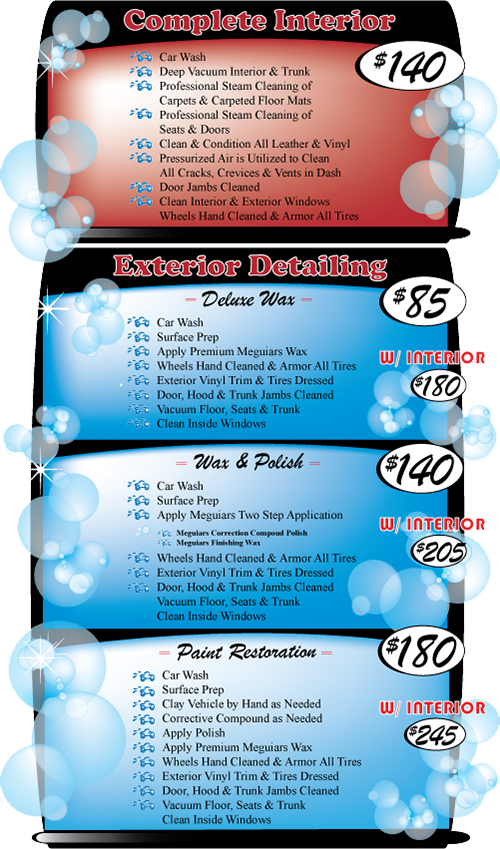 Complete Interior
$140
Car Wash
Deep Vacuum Interior & Trunk
Professional Steam Cleaning of
Carpets & Carpeted Floor Mats
Professional Steam Cleaning of
Seats & Doors
Clean & Condition All Leather & Vinyl
Pressurized Air is Utilized to Clean
All Cracks, Crevices & Vents in Dash
Door Jambs Cleaned
Clean Interior & Exterior Windows
Wheels Hand Cleaned & Armor All Tires
Exterior Detailing
– Deluxe Wax –
$85
Car Wash
Surface Prep
Apply Premium Meguiars Wax
Wheels Hand Cleaned & Armor All Tires
Exterior Vinyl Trim & Tires Dressed
Door, Hood & Trunk Jambs Cleaned
Vacuum Floor, Seats & Trunk
Clean Inside Windows
W/ INTERIOR
$180
= Wax & Polish =
$140
Car Wash
Surface Prep
Apply Meguiars Two Step Application
Meguiars Correction Compoud Polish
Meguiars Finishing Wax
Wheels Hand Cleaned & Armor All Tires
Exterior Vinyl Trim & Tires Dressed
Door, Hood & Trunk Jambs Cleaned
Vacuum Floor, Seats & Trunk
Clean Inside Windows
W/ INTERIOR
$205
= Paint Restoration =
$180
Car Wash
Surface Prep
Clay Vehicle by Hand as Needed
Corrective Compound as Needed
Apply Polish
Apply Premium Meguiars Wax
Wheels Hand Cleaned & Armor All Tires
Exterior Vinyl Trim & Tires Dressed
Door, Hood & Trunk Jambs Cleaned
Vacuum Floor, Seats & Trunk
Clean Inside Windows
W/ INTERIOR
$245